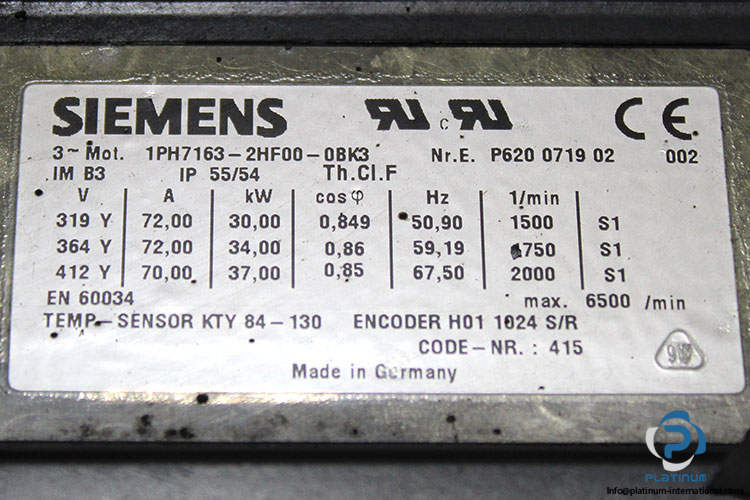 SIEMENS c CE
3~ Mot. 1PH7163-2HF00-0BK3 Nr.E. P620 0719 02 002
IM B3 IP 55/54 Th.Cl.F
V A kW cosφ Hz 1/min
319 Y 72,00 30,00 0,849 50,90 1500 S1
364 Y 72,00 34,00 0,86 59,19 1750 S1
412 Y 70,00 37,00 0,85 67,50 2000 S1
EN 60034 max. 6500 /min
TEMP-SENSOR KTY 84-130 ENCODER H01 1024 S/R
CODE-NR.: 415
Made in Germany
PLATINUM
Info@platinum-international.store